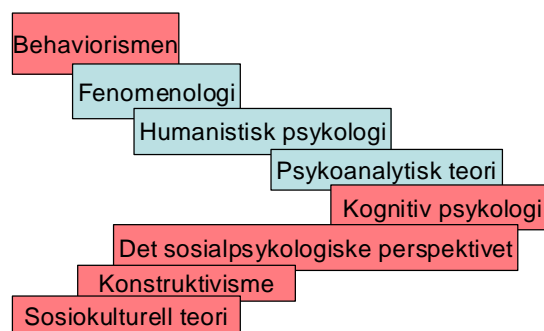 Behaviorismen
Fenomenologi
Humanistisk psykologi
Psykoanalytisk teori
Kognitiv psykologi
Det sosialpsykologiske perspektivet
Konstruktivisme
Sosiokulturell teori